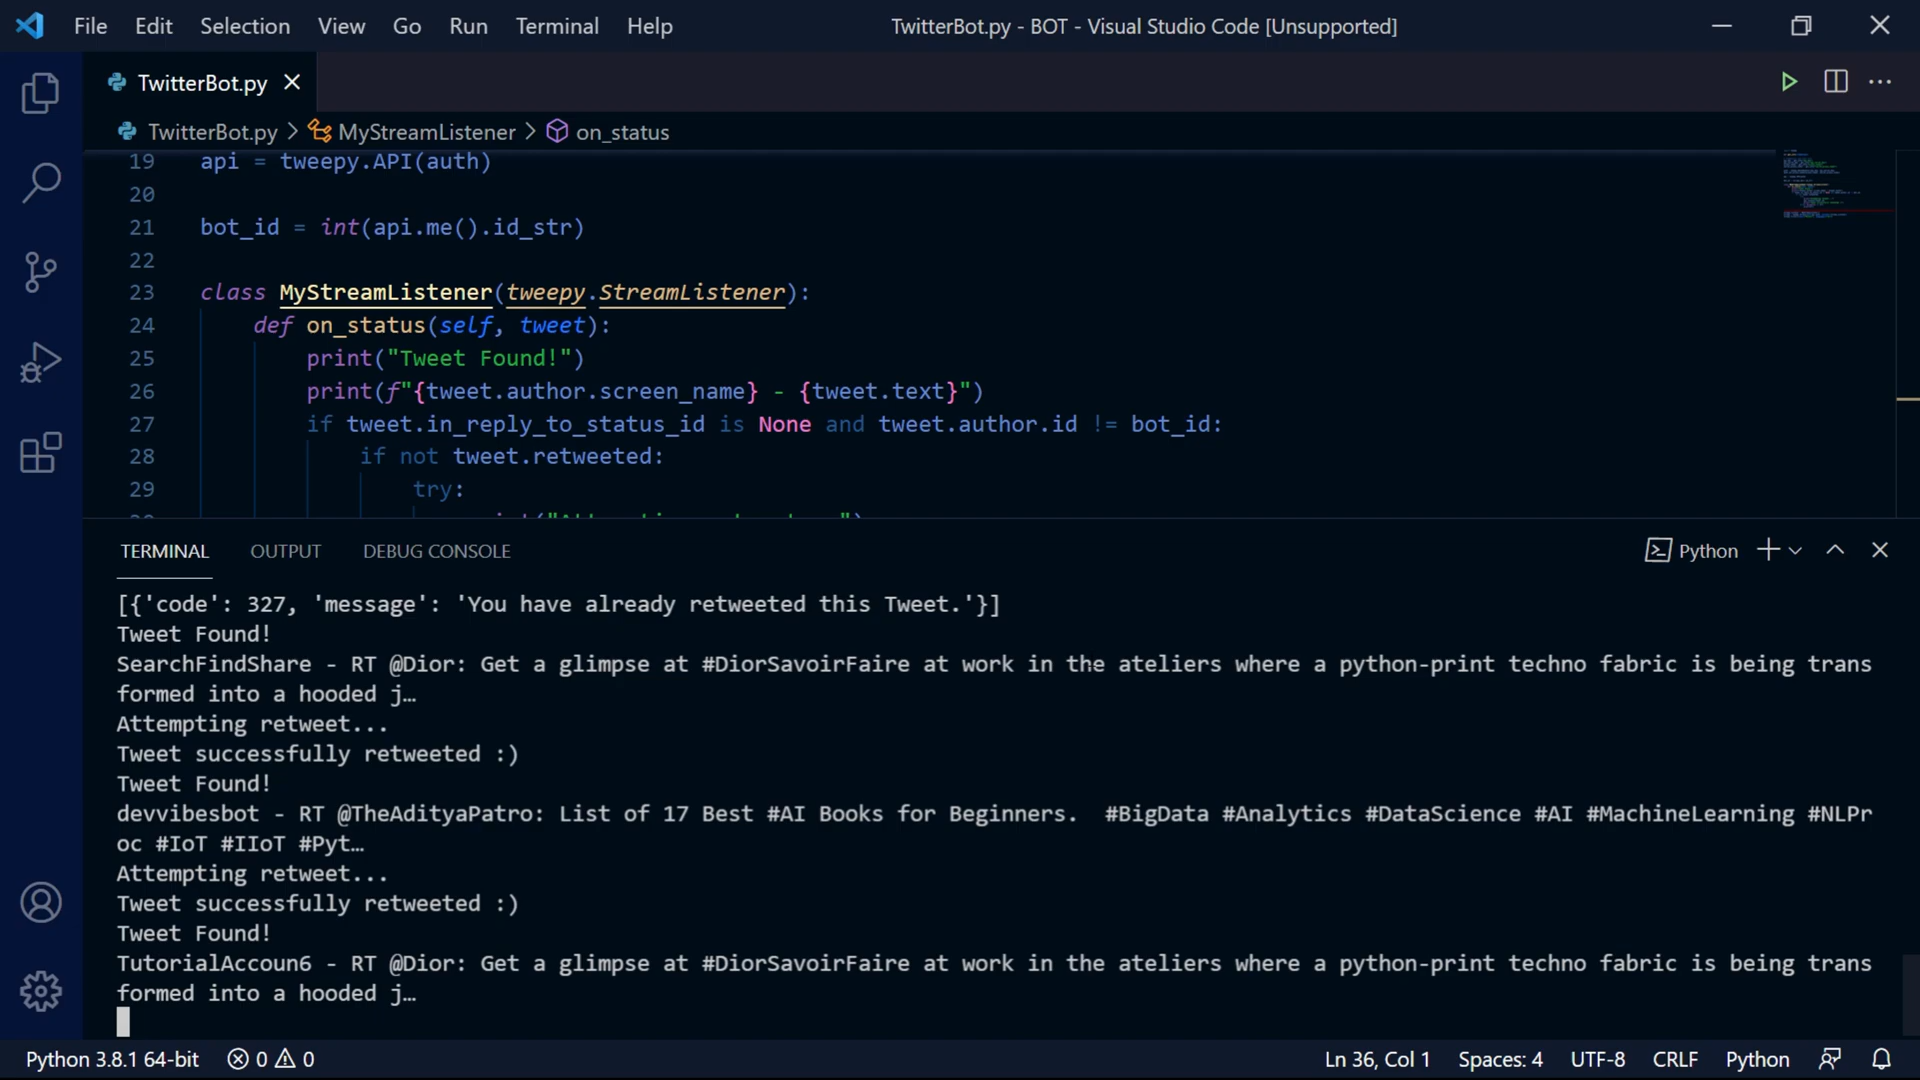 File Edit Selection View Go Run Terminal Help TwitterBot.py - BOT - Visual Studio Code [Unsupported]
TwitterBot.py
TwitterBot.py > MyStreamListener > on_status
19 api = tweepy.API(auth)
20
21 bot_id = int(api.me().id_str)
22
23 class MyStreamListener(tweepy.StreamListener):
24 def on_status(self, tweet):
25 print("Tweet Found!")
26 print(f"{tweet.author.screen_name} - {tweet.text}")
27 if tweet.in_reply_to_status_id is None and tweet.author.id != bot_id:
28 if not tweet.retweeted:
29 try:
TERMINAL OUTPUT DEBUG CONSOLE Python
[{'code': 327, 'message': 'You have already retweeted this Tweet.'}]
Tweet Found!
SearchFindShare - RT @Dior: Get a glimpse at #DiorSavoirFaire at work in the ateliers where a python-print techno fabric is being trans
formed into a hooded j…
Attempting retweet...
Tweet successfully retweeted :)
Tweet Found!
devvibesbot - RT @TheAdityaPatro: List of 17 Best #AI Books for Beginners.  #BigData #Analytics #DataScience #AI #MachineLearning #NLPr
oc #IoT #IIoT #Pyt…
Attempting retweet...
Tweet successfully retweeted :)
Tweet Found!
TutorialAccoun6 - RT @Dior: Get a glimpse at #DiorSavoirFaire at work in the ateliers where a python-print techno fabric is being trans
formed into a hooded j…
Python 3.8.1 64-bit 0 0 Ln 36, Col 1 Spaces: 4 UTF-8 CRLF Python